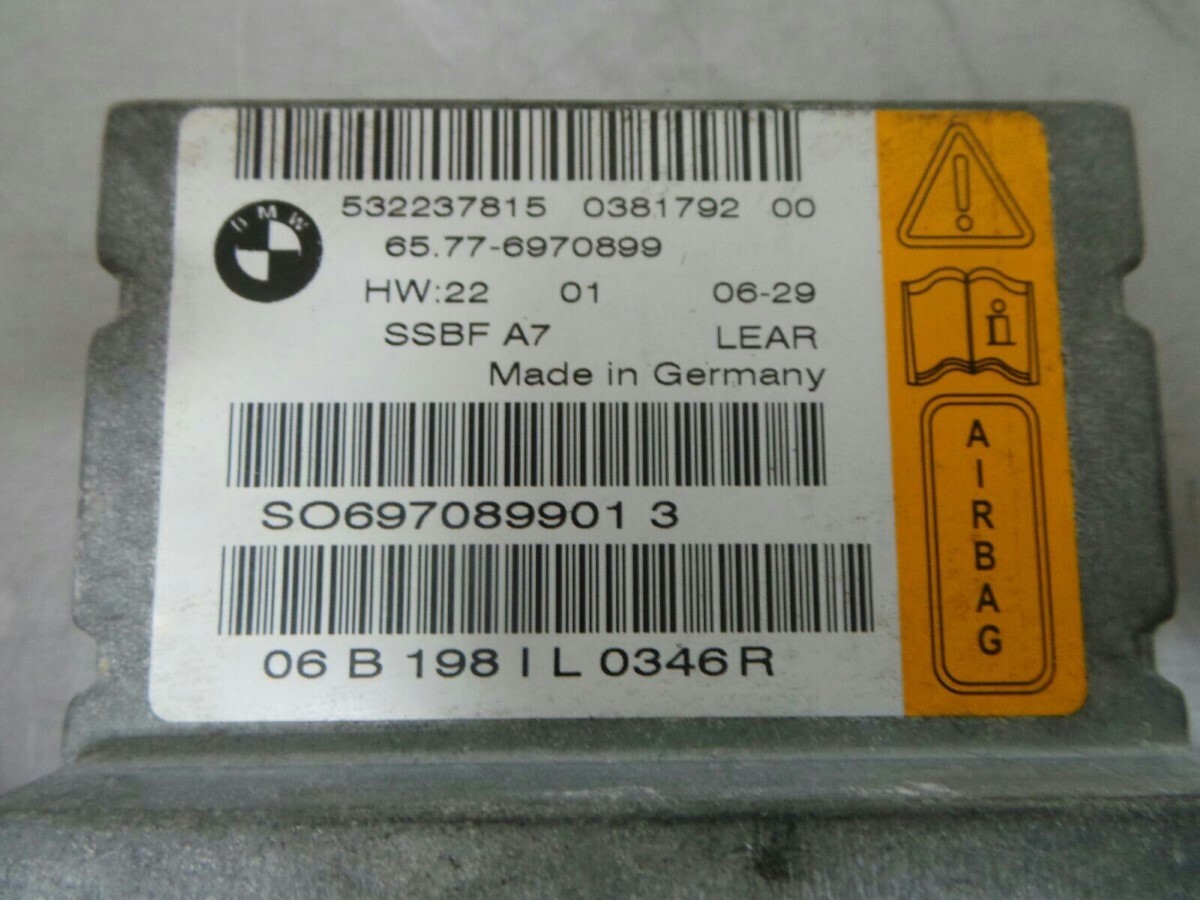 BMW
532237815 0381792 00
65.77-6970899
HW:22 01 06-29
SSBF A7 LEAR
Made in Germany
SO697089901 3
06 B 198 I L 0346 R
i
AIRBAG